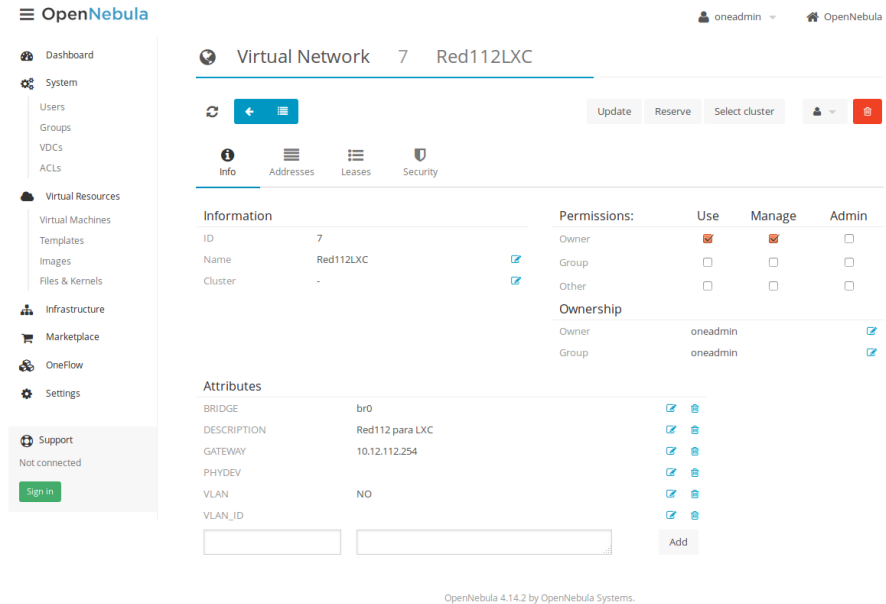 OpenNebula
oneadmin
OpenNebula
Dashboard
System
Users
Groups
VDCs
ACLs
Virtual Resources
Virtual Machines
Templates
Images
Files & Kernels
Infrastructure
Marketplace
OneFlow
Settings
Support
Not connected
Sign in
Virtual Network 7 Red112LXC
Update Reserve Select cluster
Info Addresses Leases Security
Information
ID 7
Name Red112LXC
Cluster -
Permissions: Use Manage Admin
Owner
Group
Other
Ownership
Owner oneadmin
Group oneadmin
Attributes
BRIDGE br0
DESCRIPTION Red112 para LXC
GATEWAY 10.12.112.254
PHYDEV
VLAN NO
VLAN_ID
Add
OpenNebula 4.14.2 by OpenNebula Systems.